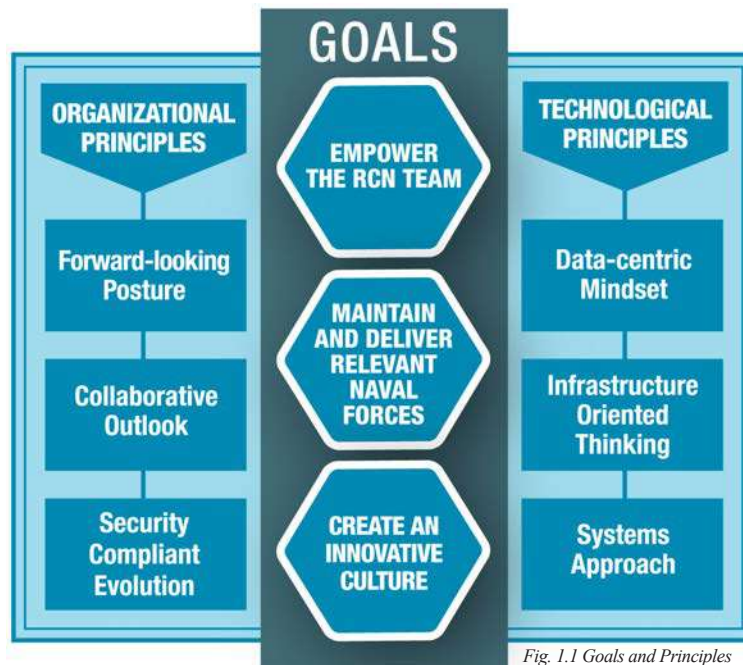 GOALS
ORGANIZATIONAL
PRINCIPLES
Forward-looking
Posture
Collaborative
Outlook
Security
Compliant
Evolution
EMPOWER
THE RCN TEAM
MAINTAIN
AND DELIVER
RELEVANT
NAVAL
FORCES
CREATE AN
INNOVATIVE
CULTURE
TECHNOLOGICAL
PRINCIPLES
Data-centric
Mindset
Infrastructure
Oriented
Thinking
Systems
Approach
Fig. 1.1 Goals and Principles